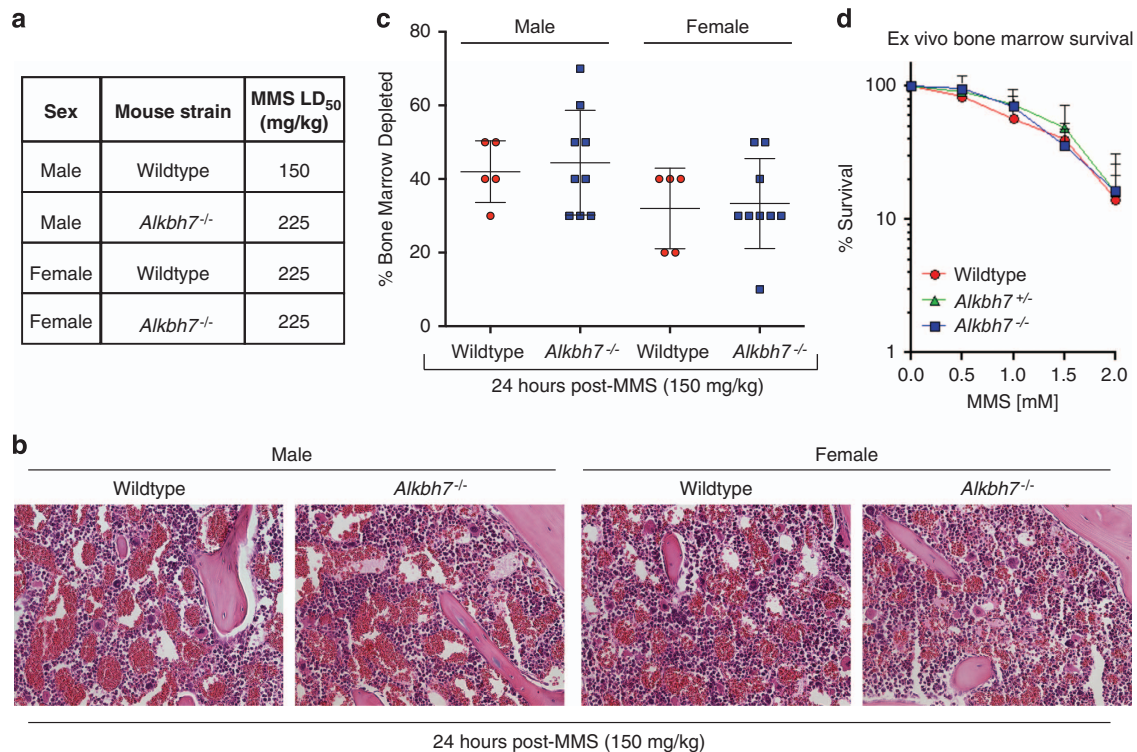 a
Sex Mouse strain MMS LD50 (mg/kg)
Male Wildtype 150
Male Alkbh7-/- 225
Female Wildtype 225
Female Alkbh7-/- 225
c
Male Female
% Bone Marrow Depleted
80
60
40
20
0
Wildtype Alkbh7-/- Wildtype Alkbh7-/-
24 hours post-MMS (150 mg/kg)
d
Ex vivo bone marrow survival
% Survival
100
10
1
Wildtype
Alkbh7+/-
Alkbh7-/-
0.0 0.5 1.0 1.5 2.0
MMS [mM]
b
Male Female
Wildtype Alkbh7-/- Wildtype Alkbh7-/-
24 hours post-MMS (150 mg/kg)